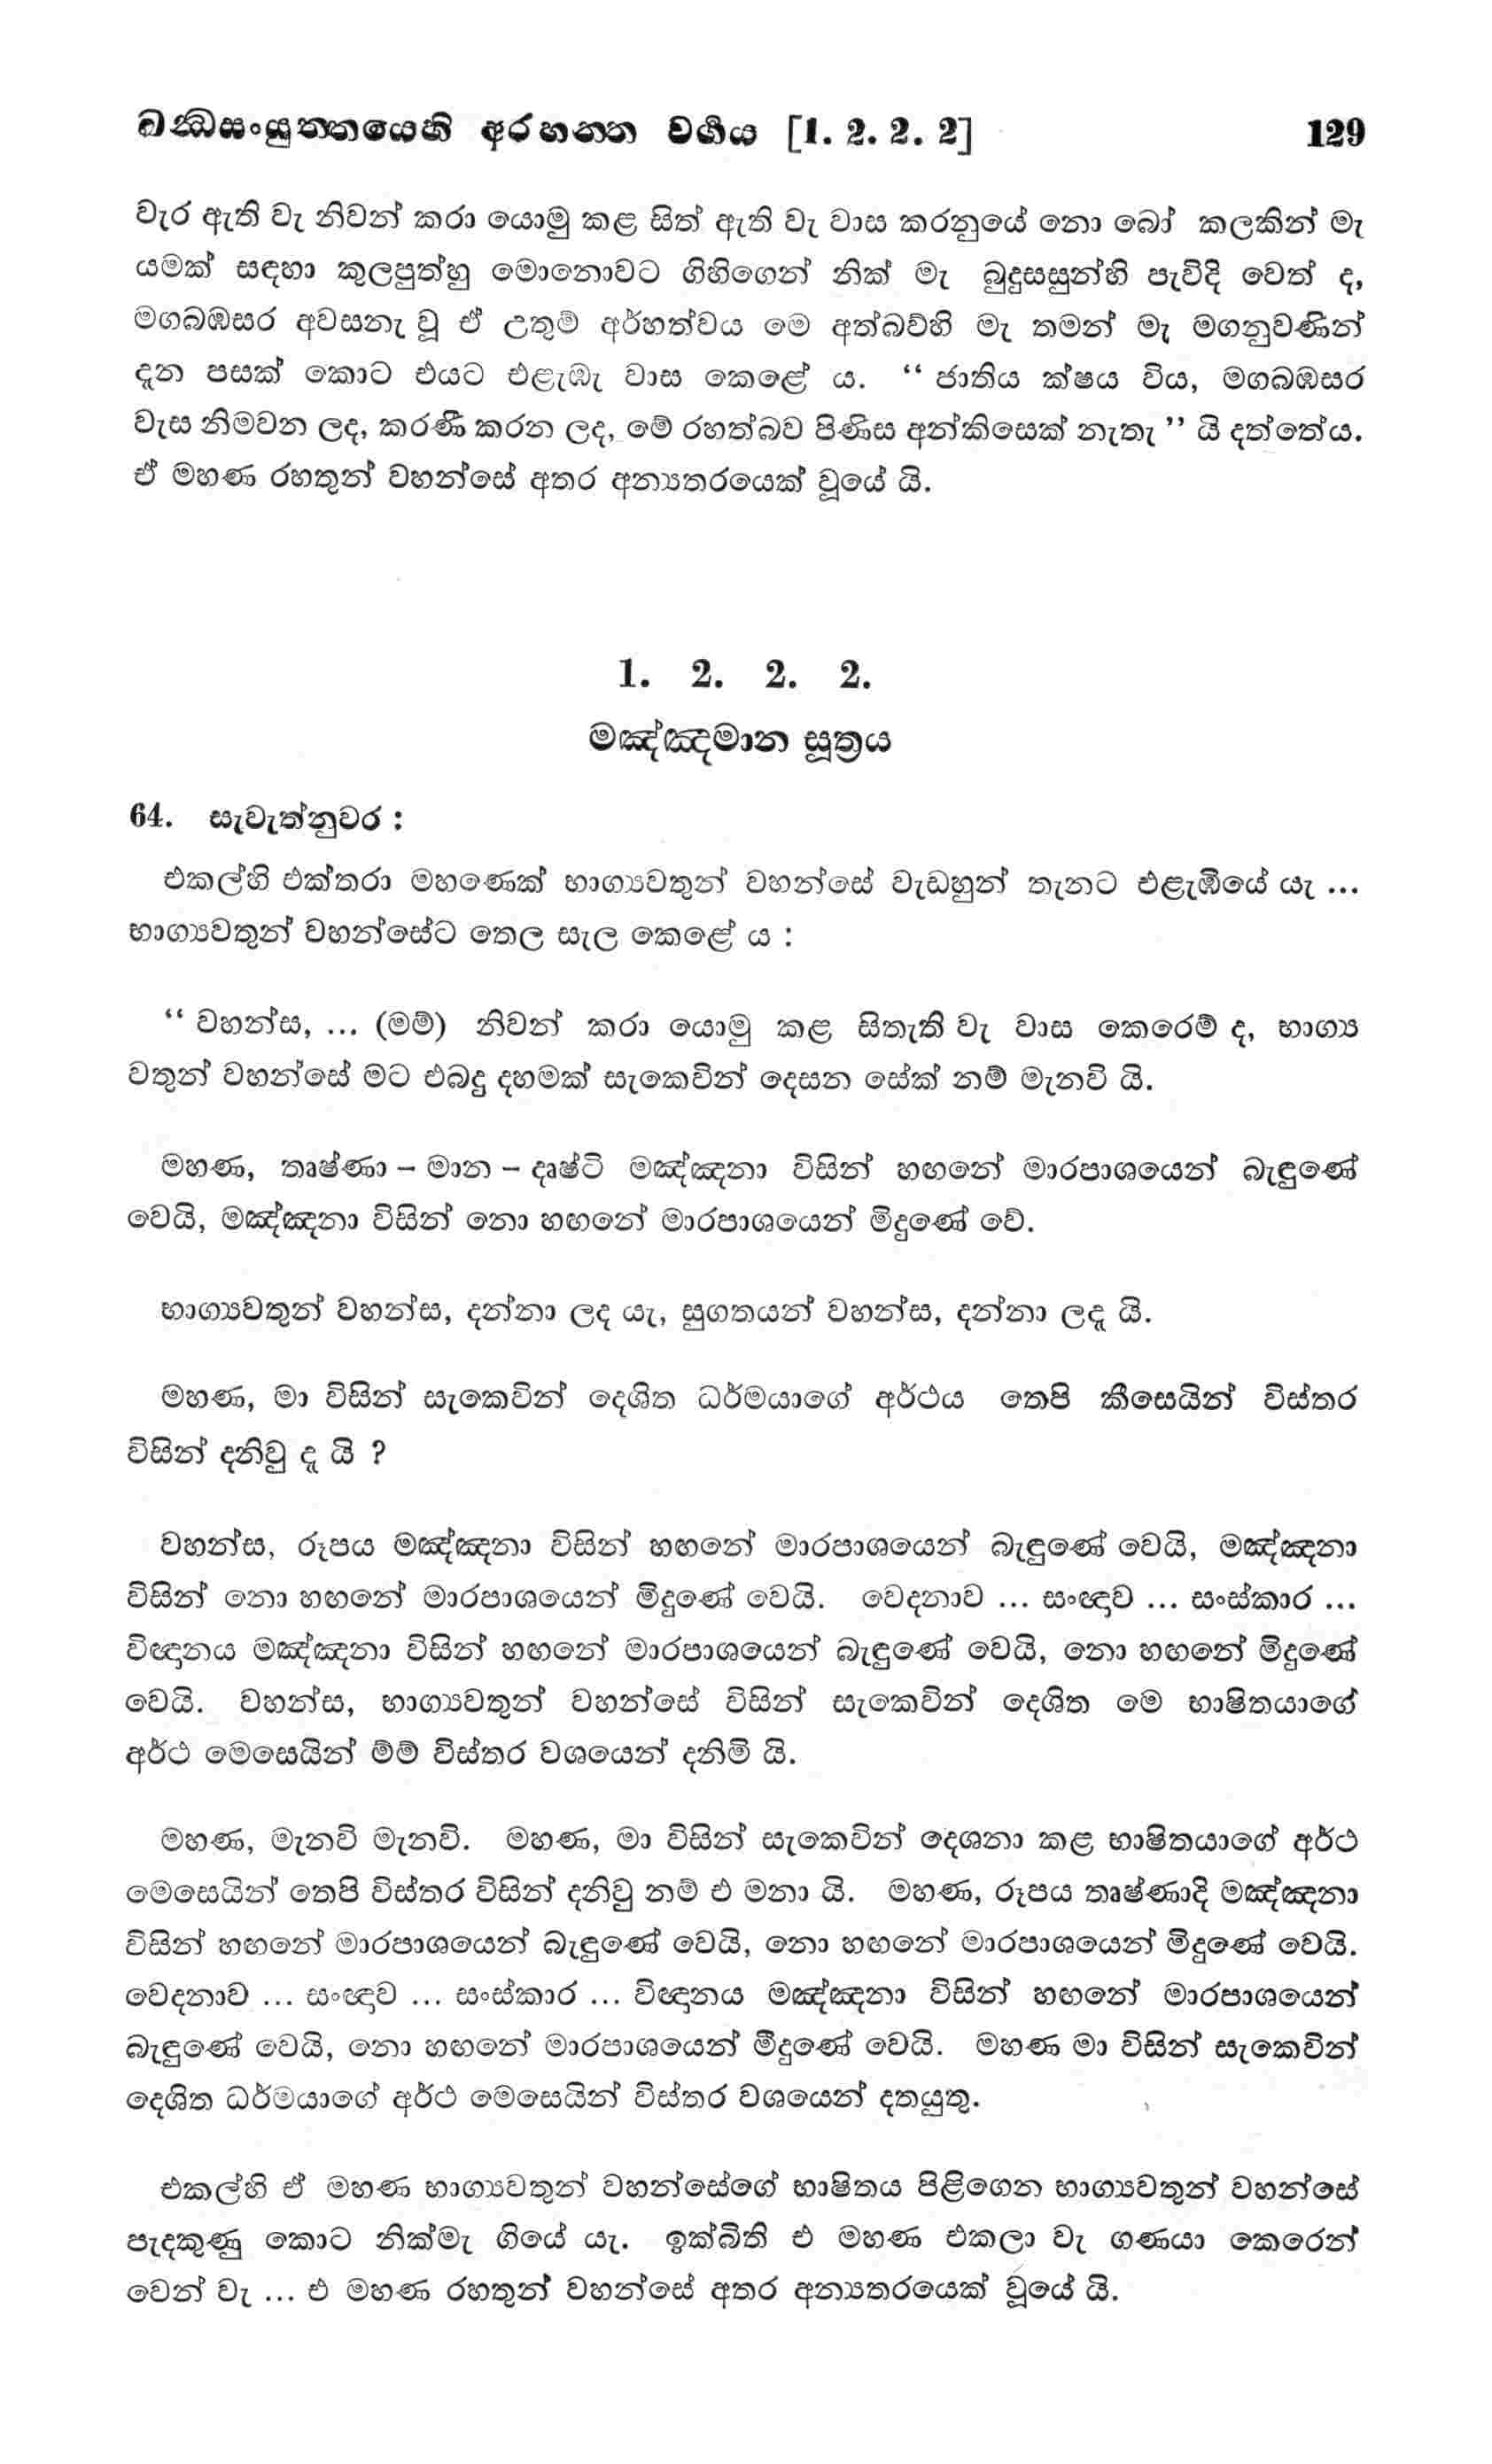 ඛන්‍ධසංයුත්තයෙහි අරහන්ත වර්‍ගය [1. 2. 2. 2] 129
වැර ඇති වැ නිවන් කරා යොමු කළ සිත් ඇති වැ වාස කරනුයේ නො බෝ කලකින් මැ
යමක් සඳහා කුලපුත්හු මොනොවට ගිහිගෙන් නික් මැ බුදුසසුන්හි පැවිදි වෙත් ද,
මගබඹසර අවසනැ වූ ඒ උතුම් අර්හත්වය මෙ අත්බව්හි මැ තමන් මැ මගනුවණින්
දැන පසක් කොට එයට එළැඹැ වාස කෙළේ ය. “ ජාතිය ක්ෂය විය, මගබඹසර
වැස නිමවන ලද, කරණී කරන ලද, මේ රහත්බව පිණිස අන්කිසෙක් නැතැ ” යි දත්තේය.
ඒ මහණ රහතුන් වහන්සේ අතර අන්‍යතරයෙක් වූයේ යි.
1. 2. 2. 2.
මඤ්ඤමාන සූත්‍රය
64. සැවැත්නුවර :
එකල්හි එක්තරා මහණෙක් භාග්‍යවතුන් වහන්සේ වැඩහුන් තැනට එළැඹියේ යැ ...
භාග්‍යවතුන් වහන්සේට තෙල සැල කෙළේ ය :
“ වහන්ස, ... (මම්) නිවන් කරා යොමු කළ සිතැති වැ වාස කෙරෙම් ද, භාග්‍ය
වතුන් වහන්සේ මට එබඳු දහමක් සැකෙවින් දෙසන සේක් නම් මැනවි යි.
මහණ, තෘෂ්ණා – මාන – දෘෂ්ටි මඤ්ඤනා විසින් හඟනේ මාරපාශයෙන් බැඳුණේ
වෙයි, මඤ්ඤනා විසින් නො හඟනේ මාරපාශයෙන් මිදුණේ වේ.
භාග්‍යවතුන් වහන්ස, දන්නා ලද යැ, සුගතයන් වහන්ස, දන්නා ලදැ යි.
මහණ, මා විසින් සැකෙවින් දෙශිත ධර්මයාගේ අර්ථය තෙපි කීසෙයින් විස්තර
විසින් දනිවු දැ යි ?
වහන්ස, රූපය මඤ්ඤනා විසින් හඟනේ මාරපාශයෙන් බැඳුණේ වෙයි, මඤ්ඤනා
විසින් නො හඟනේ මාරපාශයෙන් මිදුණේ වෙයි. වෙදනාව ... සංඥාව ... සංස්කාර ...
විඥානය මඤ්ඤනා විසින් හඟනේ මාරපාශයෙන් බැඳුණේ වෙයි, නො හඟනේ මිදුණේ
වෙයි. වහන්ස, භාග්‍යවතුන් වහන්සේ විසින් සැකෙවින් දෙශිත මෙ භාෂිතයාගේ
අර්ථ මෙසෙයින් ම්ම් විස්තර වශයෙන් දනිමි යි.
මහණ, මැනවි මැනවි. මහණ, මා විසින් සැකෙවින් දෙශනා කළ භාෂිතයාගේ අර්ථ
මෙසෙයින් තෙපි විස්තර විසින් දනිවු නම් එ මනා යි. මහණ, රූපය තෘෂ්ණාදි මඤ්ඤනා
විසින් හඟනේ මාරපාශයෙන් බැඳුණේ වෙයි, නො හඟනේ මාරපාශයෙන් මිදුණේ වෙයි.
වෙදනාව ... සංඥාව ... සංස්කාර ... විඥානය මඤ්ඤනා විසින් හඟනේ මාරපාශයෙන්
බැඳුණේ වෙයි, නො හඟනේ මාරපාශයෙන් මිදුණේ වෙයි. මහණ මා විසින් සැකෙවින්
දෙශිත ධර්මයාගේ අර්ථ මෙසෙයින් විස්තර වශයෙන් දතයුතු.
එකල්හි ඒ මහණ භාග්‍යවතුන් වහන්සේගේ භාෂිතය පිළිගෙන භාග්‍යවතුන් වහන්සේ
පැදකුණු කොට නික්මැ ගියේ යැ. ඉක්බිති එ මහණ එකලා වැ ගණයා කෙරෙන්
වෙන් වැ ... එ මහණ රහතුන් වහන්සේ අතර අන්‍යතරයෙක් වූයේ යි.